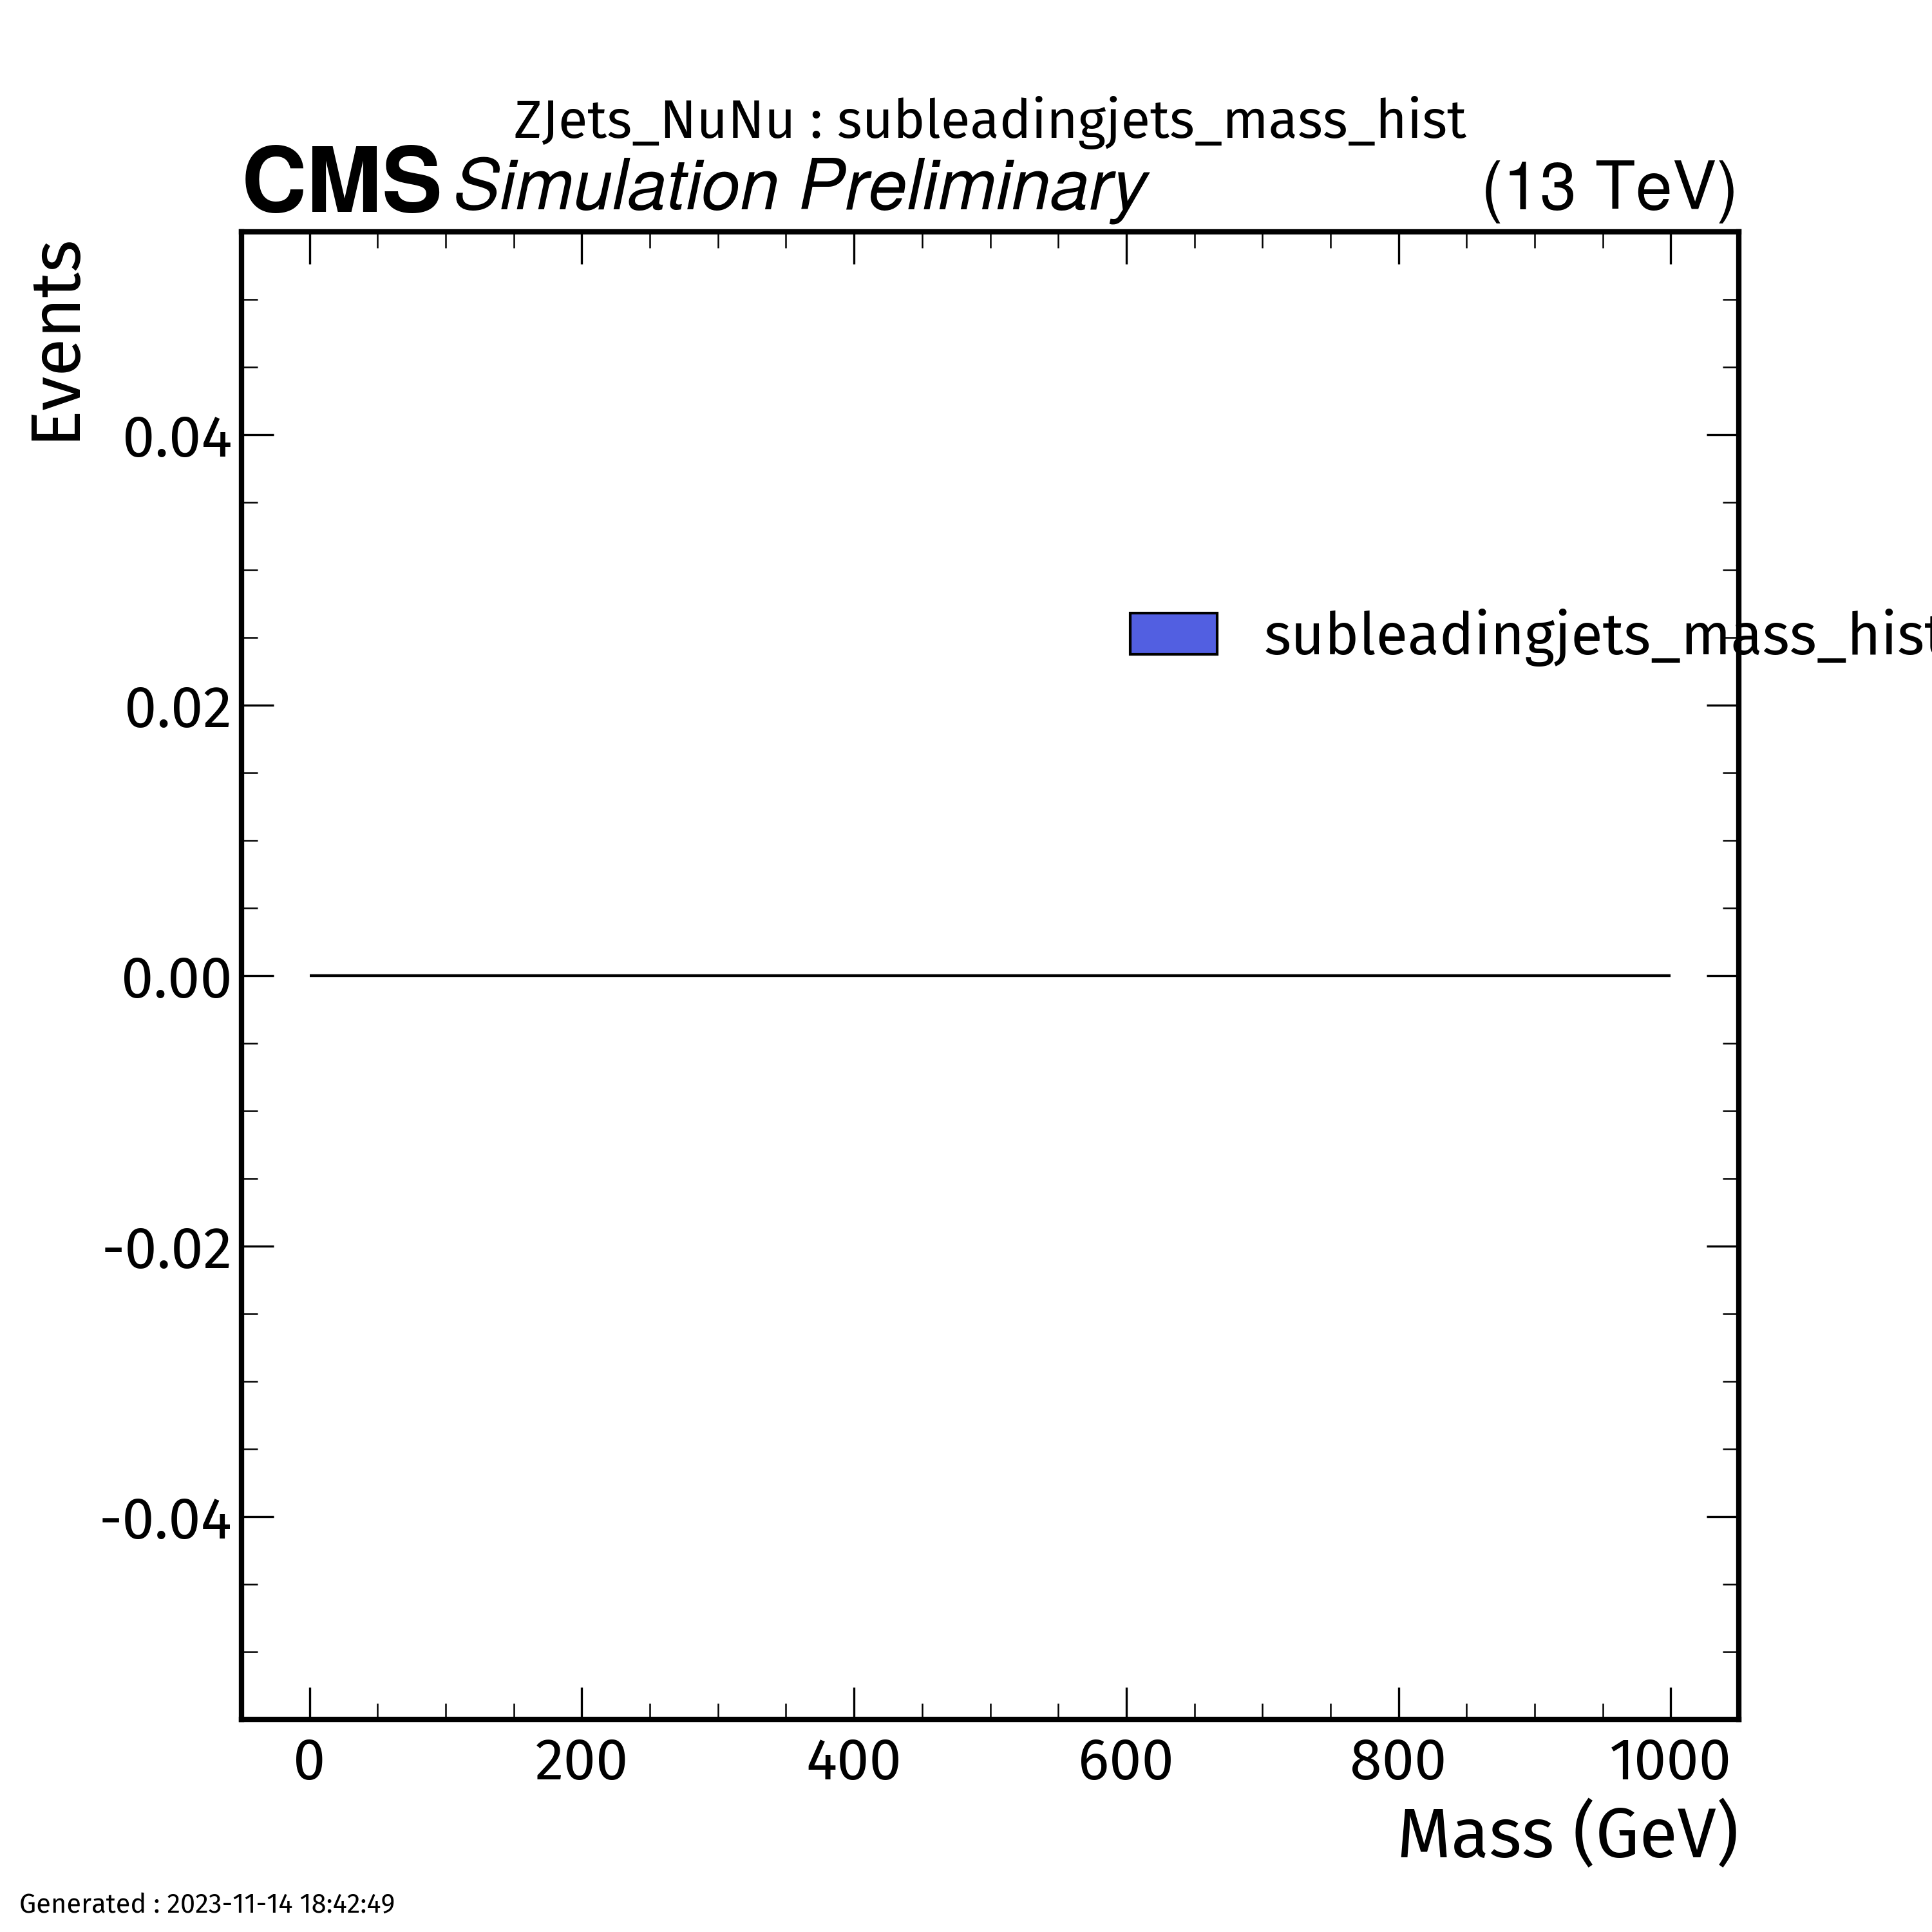 ZJets_NuNu : subleadingjets_mass_hist
CMS Simulation Preliminary (13 TeV)
Events
0.04
subleadingjets_mass_hist
0.02
0.00
-0.02
-0.04
0 200 400 600 800 1000
Mass (GeV)
Generated : 2023-11-14 18:42:49